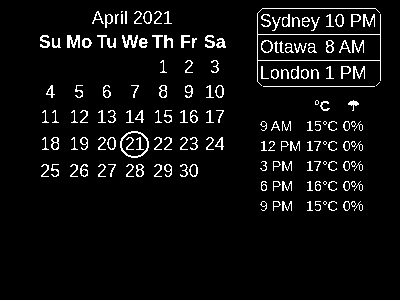 April 2021
Su Mo Tu We Th Fr Sa
1 2 3
4 5 6 7 8 9 10
11 12 13 14 15 16 17
18 19 20 21 22 23 24
25 26 27 28 29 30
Sydney 10 PM
Ottawa 8 AM
London 1 PM
°C ☂
9 AM 15°C 0%
12 PM 17°C 0%
3 PM 17°C 0%
6 PM 16°C 0%
9 PM 15°C 0%